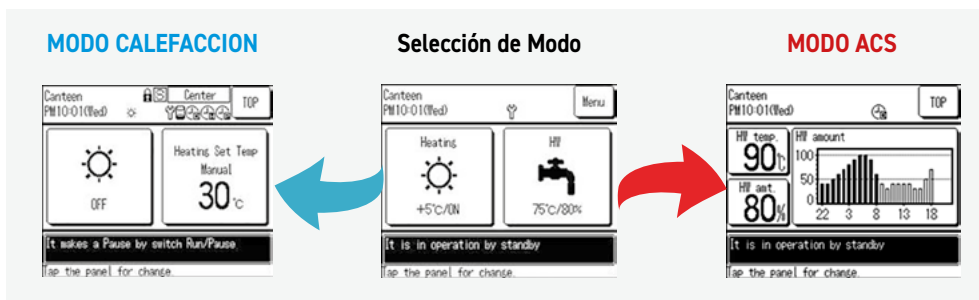 MODO CALEFACCION
Selección de Modo
MODO ACS
Canteen
S Center
TOP
PM10:01(Wed)
OFF
Heating Set Temp
Manual
30°C
It makes a Pause by switch Run/Pause
Tap the panel for change.
Canteen
PM10:01(Wed)
Menu
Heating
+5°C/ON
HW
75°C/80%
It is in operation by standby
Tap the panel for change.
Canteen
PM10:01(Wed)
TOP
HW temp.
90℃
HW amt.
80%
HW amount
100
50
0
22 3 8 13 18
It is in operation by standby
Tap the panel for change.